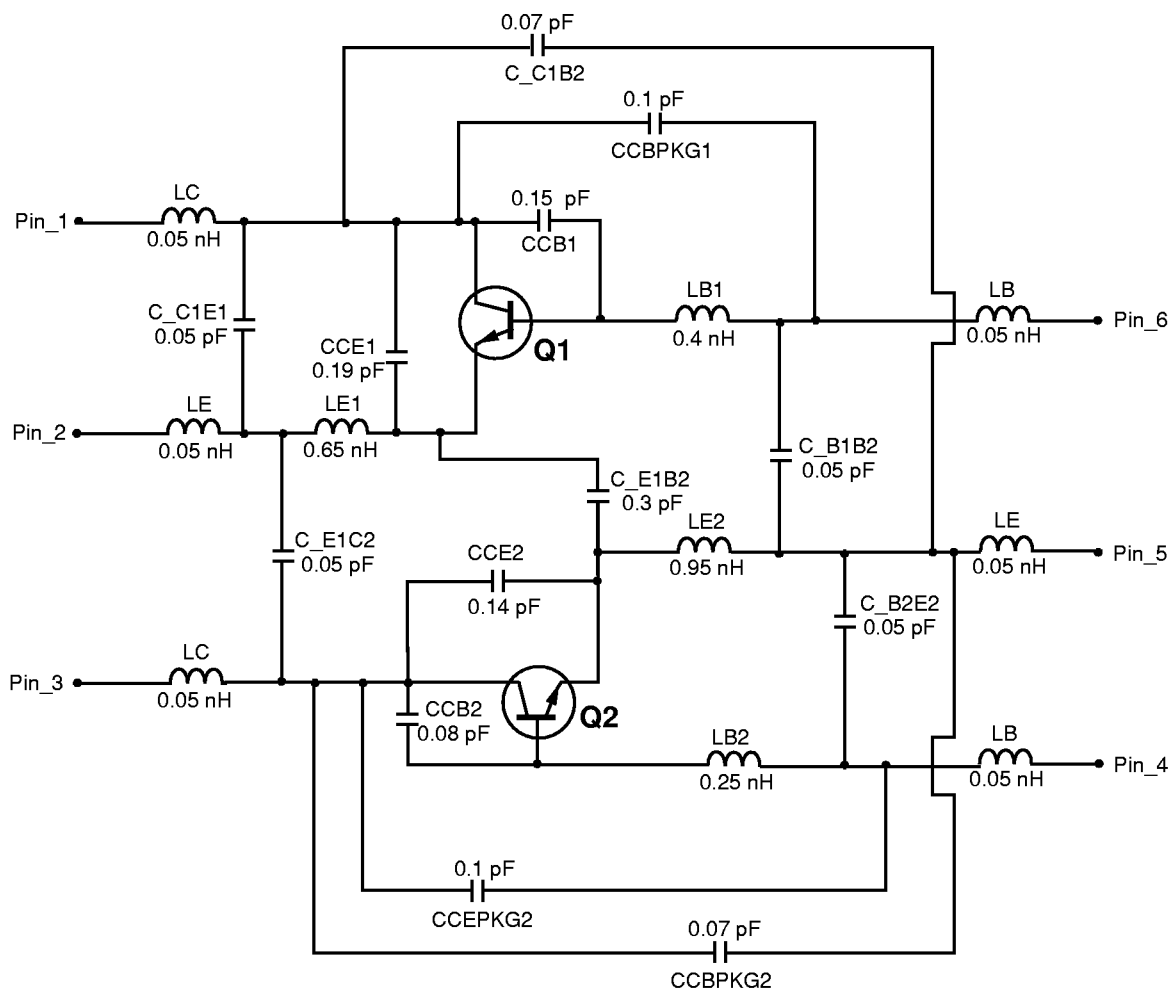 0.07 pF
C_C1B2
0.1 pF
CCBPKG1
LC
0.15 pF
Pin_1
0.05 nH
CCB1
C_C1E1
0.05 pF
LB1
LB
Q1
0.4 nH
0.05 nH
Pin_6
CCE1
0.19 pF
LE
LE1
Pin_2
0.05 nH
0.65 nH
C_B1B2
0.05 pF
C_E1B2
0.3 pF
LE2
LE
C_E1C2
0.05 pF
CCE2
0.95 nH
0.05 nH
Pin_5
0.14 pF
C_B2E2
0.05 pF
LC
Pin_3
0.05 nH
CCB2
0.08 pF
Q2
LB2
LB
0.25 nH
0.05 nH
Pin_4
0.1 pF
CCEPKG2
0.07 pF
CCBPKG2